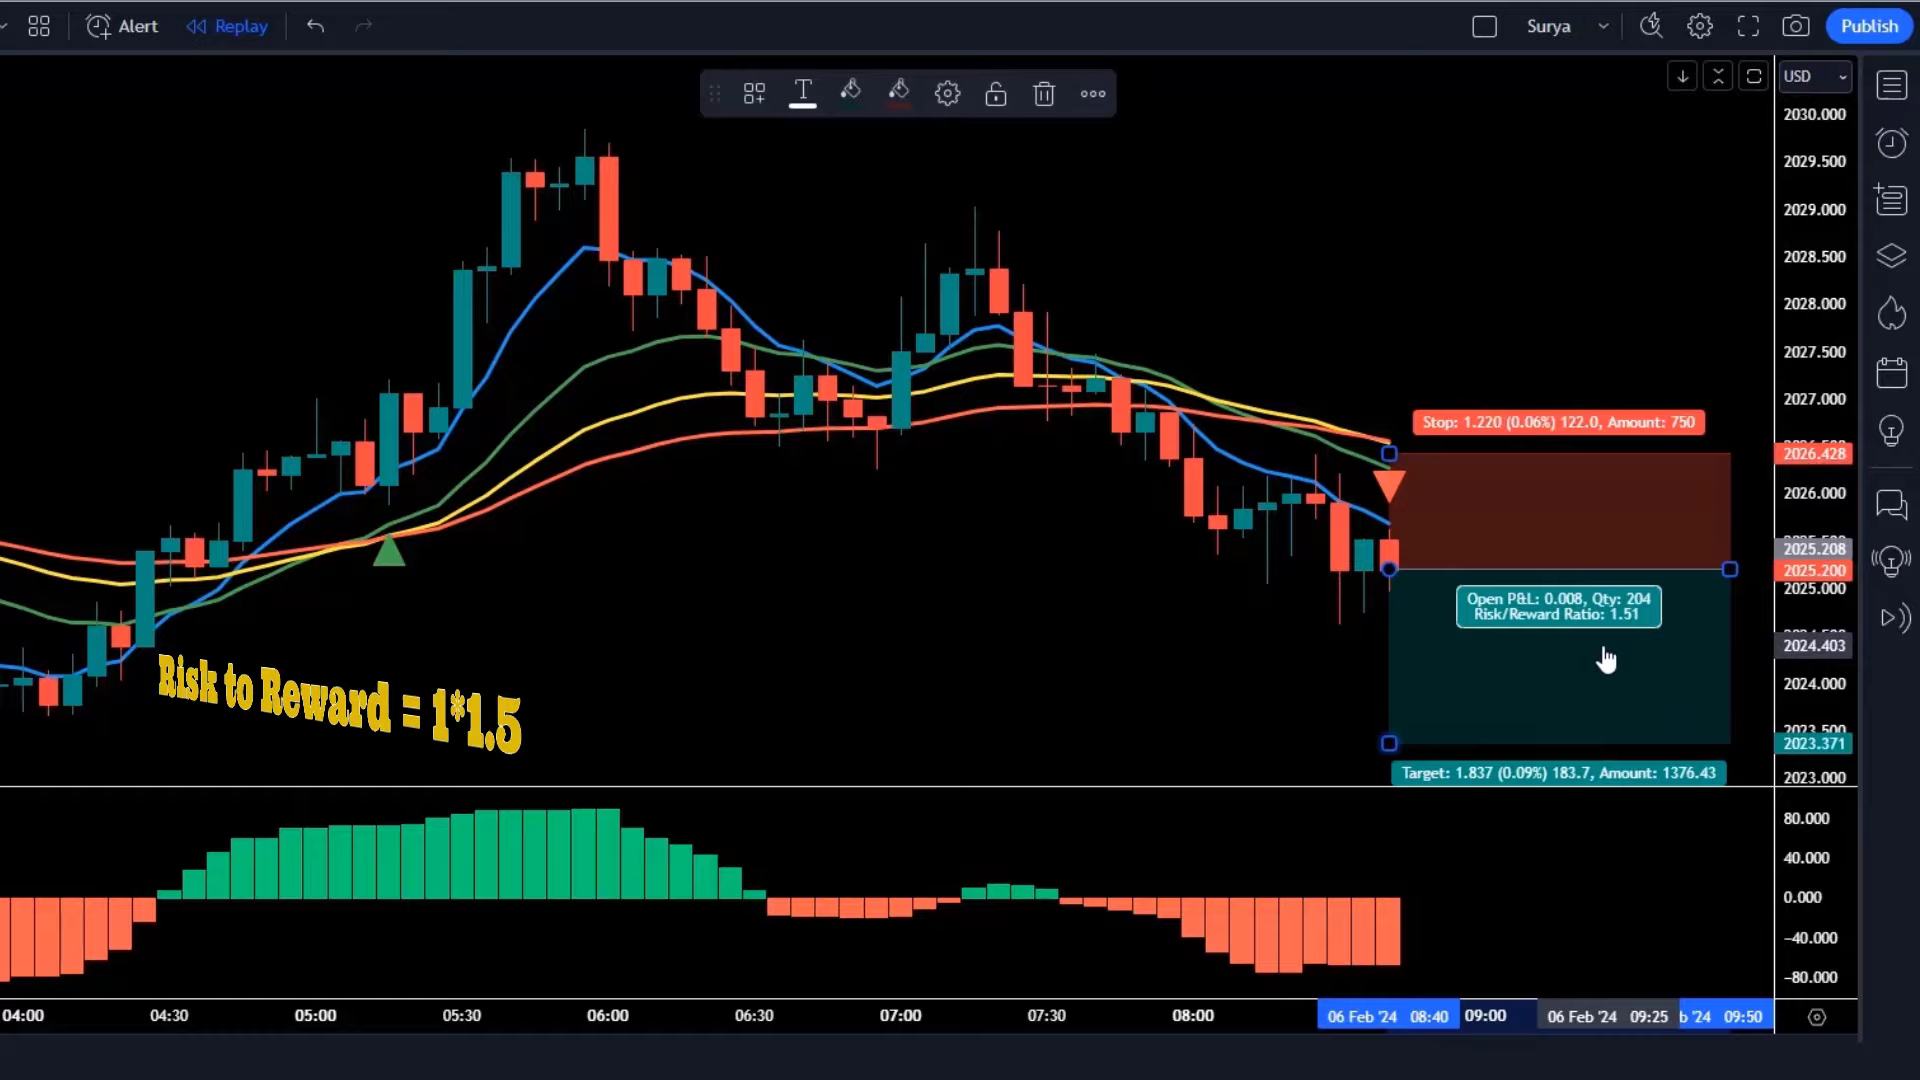 Alert
Replay
Surya
Publish
USD
2030.000
2029.500
2029.000
2028.500
2028.000
2027.500
2027.000
Stop: 1.220 (0.06%) 122.0, Amount: 750
2026.428
2026.000
2025.208
2025.200
2025.000
Open P&L: 0.008, Qty: 204
Risk/Reward Ratio: 1.51
2024.403
2024.000
Risk to Reward = 1*1.5
2023.500
2023.371
Target: 1.837 (0.09%) 183.7, Amount: 1376.43
2023.000
80.000
40.000
0.000
−40.000
−80.000
04:00 04:30 05:00 05:30 06:00 06:30 07:00 07:30 08:00 06 Feb '24 08:40 09:00 06 Feb '24 09:25 b '24 09:50